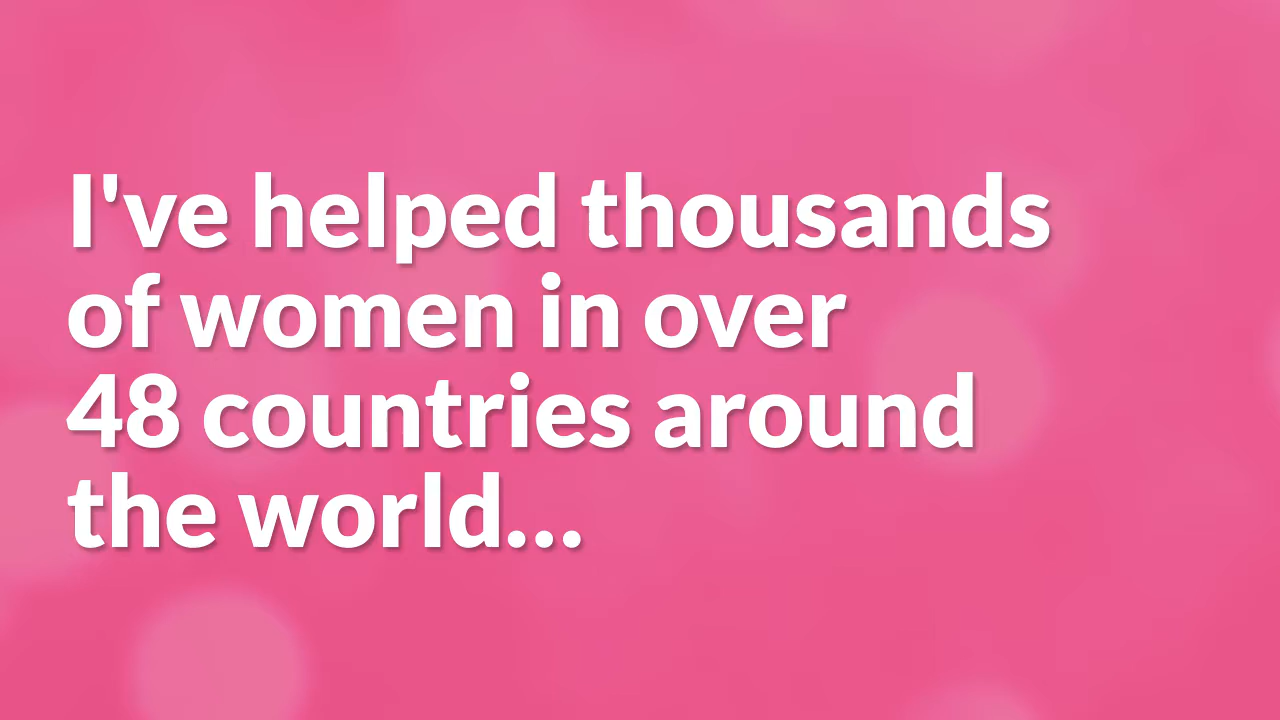 I've helped thousands
of women in over
48 countries around
the world...